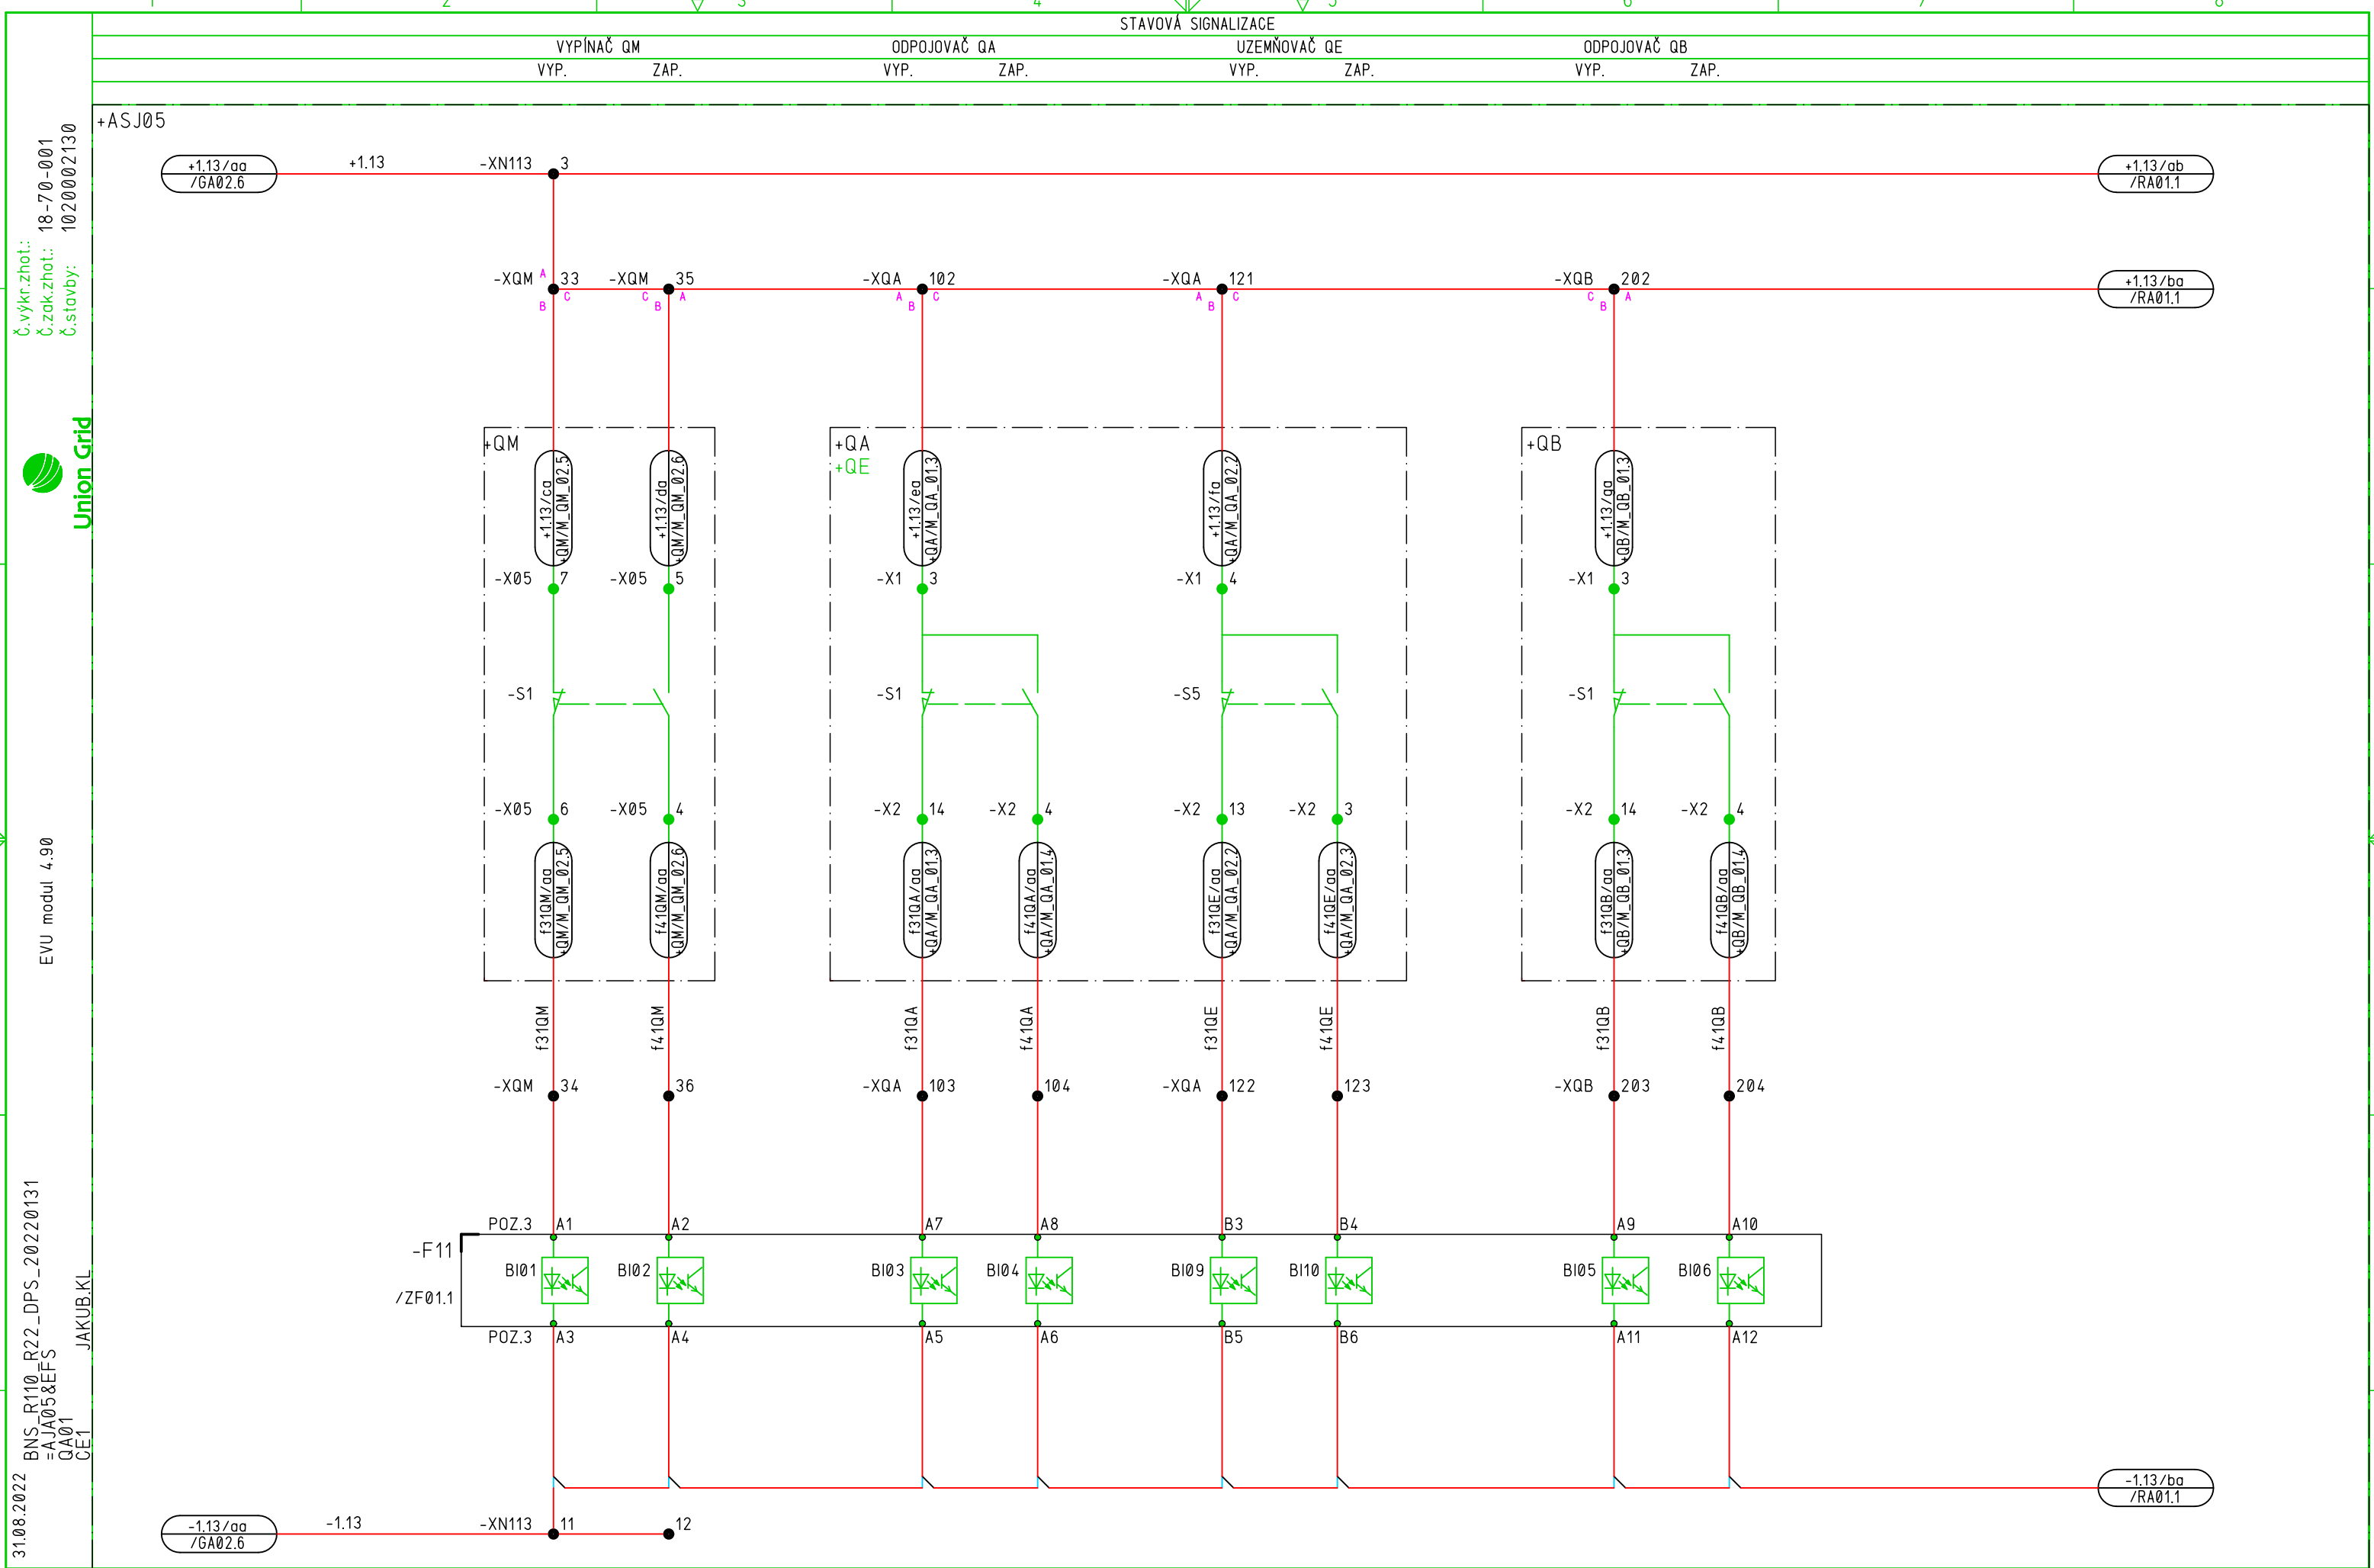 1 2 3 4 5 6 7 8
STAVOVÁ SIGNALIZACE
VYPÍNAČ QM ODPOJOVAČ QA UZEMŇOVAČ QE ODPOJOVAČ QB
VYP. ZAP. VYP. ZAP. VYP. ZAP. VYP. ZAP.
+ASJ05
+1.13/aa
/GA02.6
+1.13
-XN113 3
+1.13/ab
/RA01.1
-XQM 33 -XQM 35 -XQA 102 -XQA 121 -XQB 202
A
C C A A C A C C A
B B B B B
+1.13/ba
/RA01.1
+QM +QA +QB
+QE
+1.13/ca
+QM/M_QM_02.5
+1.13/da
+QM/M_QM_02.6
+1.13/ea
+QA/M_QA_01.3
+1.13/fa
+QA/M_QA_02.2
+1.13/ga
+QB/M_QB_01.3
-X05 7 -X05 5 -X1 3 -X1 4 -X1 3
-S1 -S1 -S5 -S1
-X05 6 -X05 4 -X2 14 -X2 4 -X2 13 -X2 3 -X2 14 -X2 4
f31QM/aa
+QM/M_QM_02.5
f41QM/aa
+QM/M_QM_02.6
f31QA/aa
+QA/M_QA_01.3
f41QA/aa
+QA/M_QA_01.4
f31QE/aa
+QA/M_QA_02.2
f41QE/aa
+QA/M_QA_02.3
f31QB/aa
+QB/M_QB_01.3
f41QB/aa
+QB/M_QB_01.4
f31QM f41QM f31QA f41QA f31QE f41QE f31QB f41QB
-XQM 34 36 -XQA 103 104 -XQA 122 123 -XQB 203 204
POZ.3 A1 A2 A7 A8 B3 B4 A9 A10
-F11
BI01 BI02 BI03 BI04 BI09 BI10 BI05 BI06
/ZF01.1
POZ.3 A3 A4 A5 A6 B5 B6 A11 A12
-1.13/ba
/RA01.1
-1.13/aa
/GA02.6
-1.13
-XN113 11 12
Č.výkr.zhot.:
Č.zak.zhot.: 18-70-001
Č.stavby: 1020002130
Union Grid
EVU modul 4.90
31.08.2022
BNS_R110_R22_DPS_20220131
=AJA05&EFS
QA01
CE1 JAKUB.KL